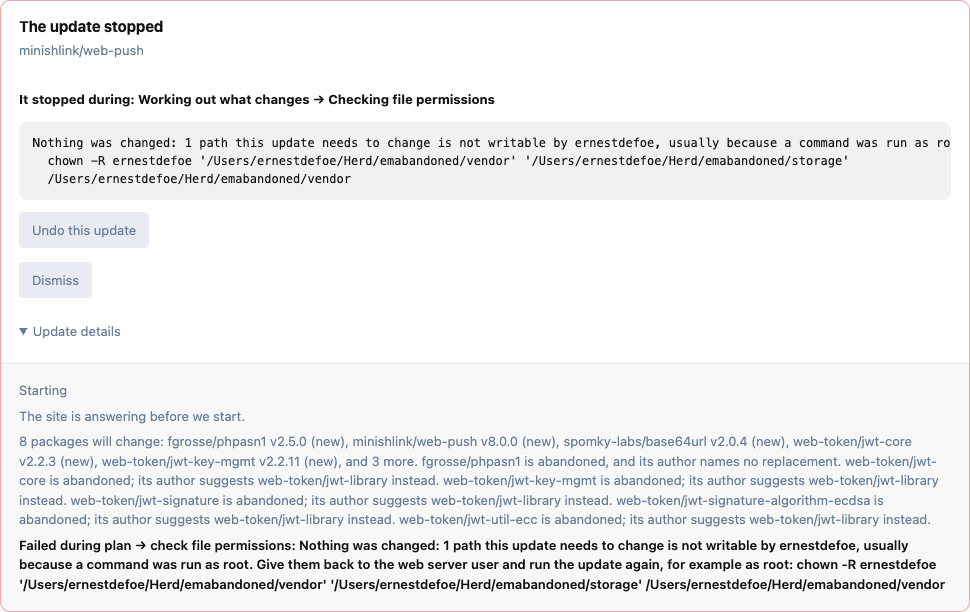 The update stopped
minishlink/web-push
It stopped during: Working out what changes → Checking file permissions
Nothing was changed: 1 path this update needs to change is not writable by ernestdefoe, usually because a command was run as ro
chown -R ernestdefoe '/Users/ernestdefoe/Herd/emabandoned/vendor' '/Users/ernestdefoe/Herd/emabandoned/storage'
/Users/ernestdefoe/Herd/emabandoned/vendor
Undo this update
Dismiss
▼ Update details
Starting
The site is answering before we start.
8 packages will change: fgrosse/phpasn1 v2.5.0 (new), minishlink/web-push v8.0.0 (new), spomky-labs/base64url v2.0.4 (new), web-token/jwt-core
v2.2.3 (new), web-token/jwt-key-mgmt v2.2.11 (new), and 3 more. fgrosse/phpasn1 is abandoned, and its author names no replacement. web-token/jwt-
core is abandoned; its author suggests web-token/jwt-library instead. web-token/jwt-key-mgmt is abandoned; its author suggests web-token/jwt-library
instead. web-token/jwt-signature is abandoned; its author suggests web-token/jwt-library instead. web-token/jwt-signature-algorithm-ecdsa is
abandoned; its author suggests web-token/jwt-library instead. web-token/jwt-util-ecc is abandoned; its author suggests web-token/jwt-library instead.
Failed during plan → check file permissions: Nothing was changed: 1 path this update needs to change is not writable by ernestdefoe, usually
because a command was run as root. Give them back to the web server user and run the update again, for example as root: chown -R ernestdefoe
'/Users/ernestdefoe/Herd/emabandoned/vendor' '/Users/ernestdefoe/Herd/emabandoned/storage' /Users/ernestdefoe/Herd/emabandoned/vendor